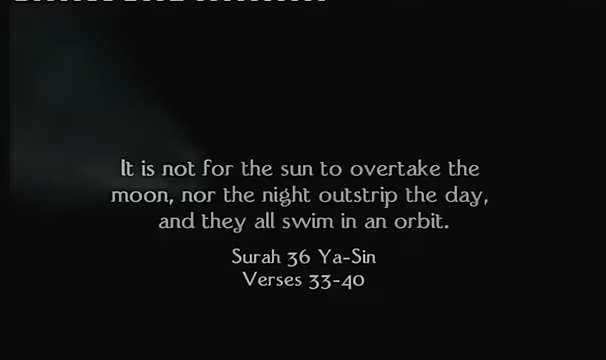 It is not for the sun to overtake the
moon, nor the night outstrip the day,
and they all swim in an orbit.
Surah 36 Ya-Sin
Verses 33-40